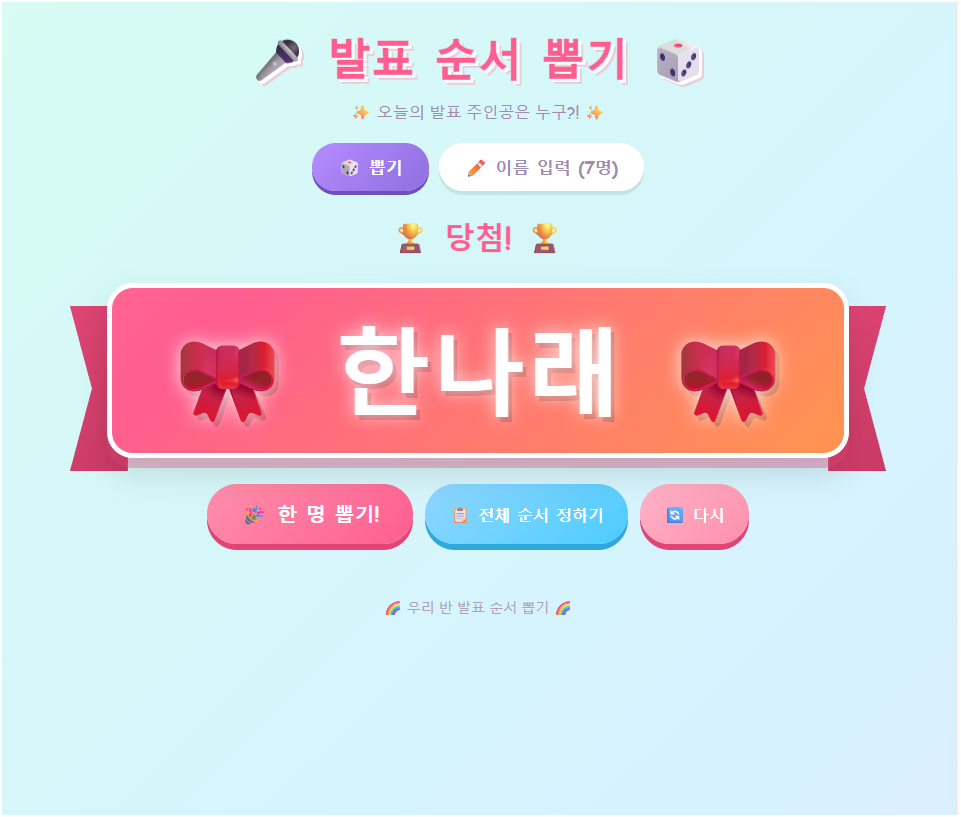 🎤 발표 순서 뽑기 🎲
✨ 오늘의 발표 주인공은 누구?! ✨
🎲 뽑기
✏️ 이름 입력 (7명)
🏆 당첨! 🏆
🎀 한나래 🎀
🎉 한 명 뽑기!
📋 전체 순서 정하기
🔄 다시
🌈 우리 반 발표 순서 뽑기 🌈